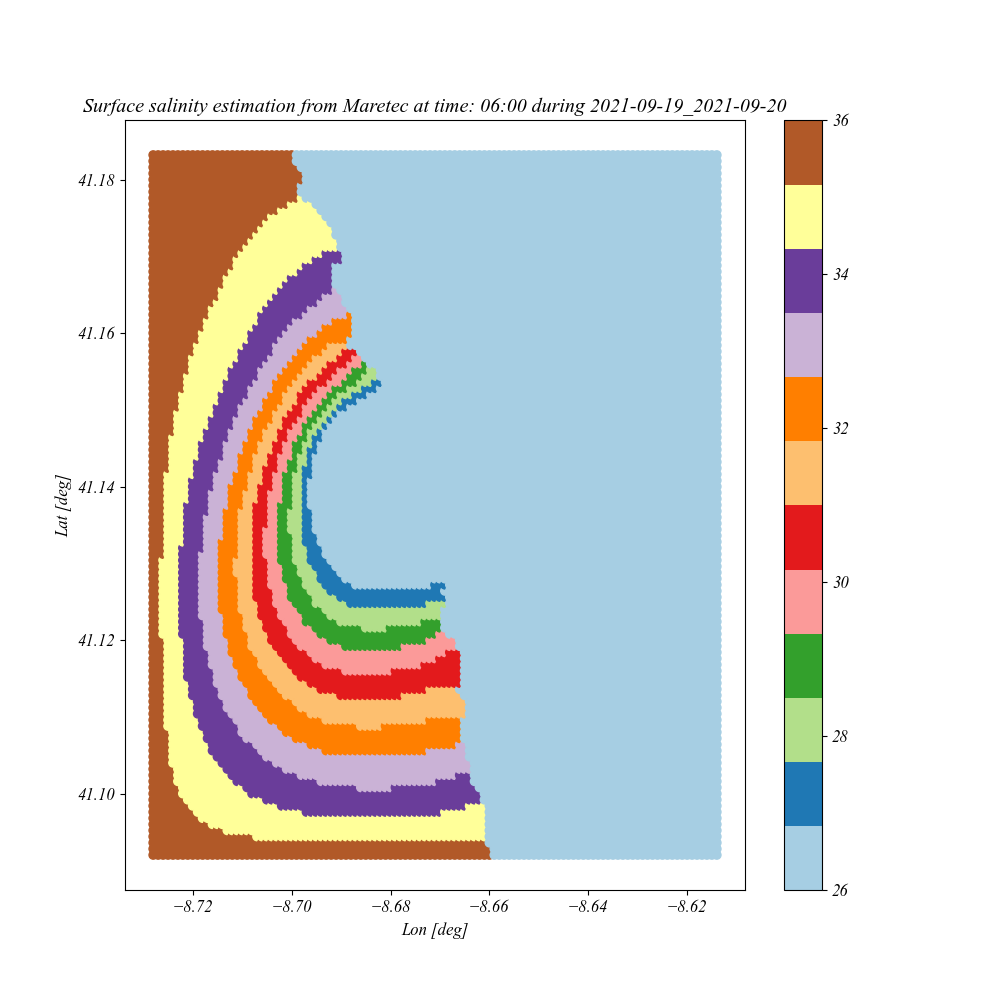 Surface salinity estimation from Maretec at time: 06:00 during 2021-09-19_2021-09-20
36
41.18
34
41.16
32
Lat [deg]
41.14
30
41.12
28
41.10
26
−8.72 −8.70 −8.68 −8.66 −8.64 −8.62
Lon [deg]